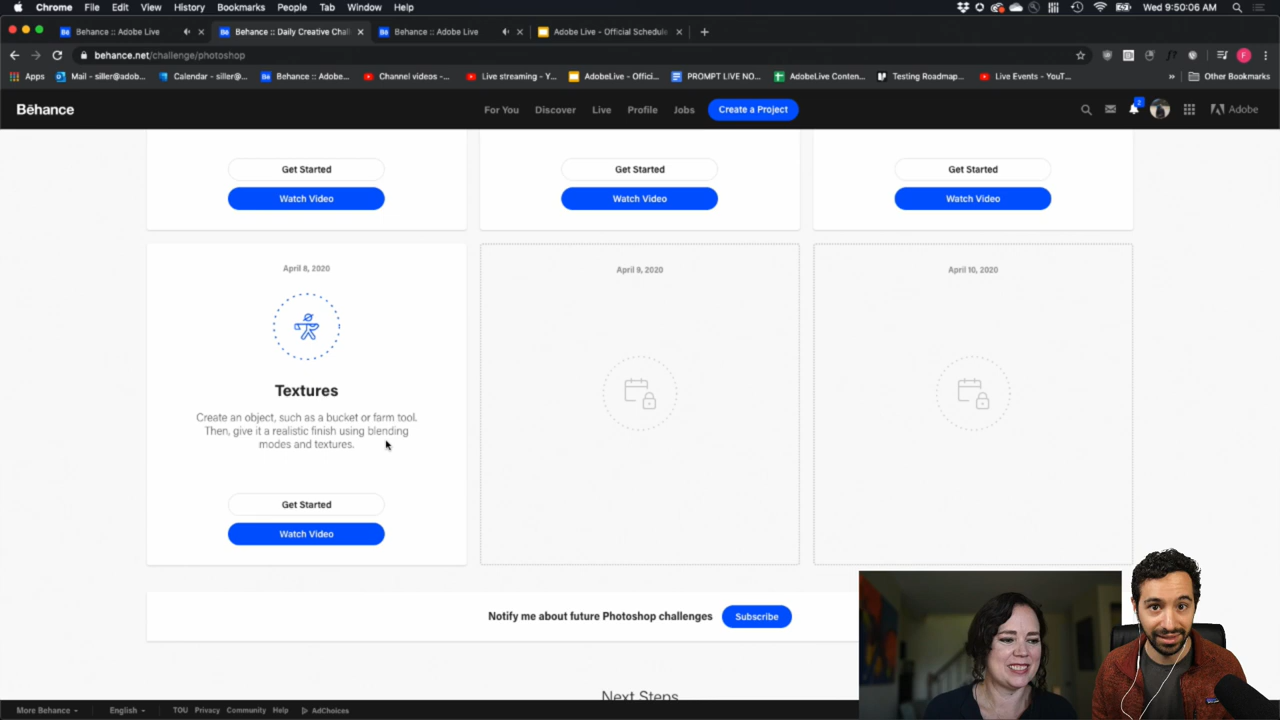 Chrome File Edit View History Bookmarks People Tab Window Help Wed 9:50:06 AM
Behance :: Adobe Live Behance :: Daily Creative Chall Behance :: Adobe Live Adobe Live - Official Schedule
behance.net/challenge/photoshop
Apps Mail - siller@adob... Calendar - siller@... Behance :: Adobe... Channel videos -... Live streaming - Y... AdobeLive - Offici... PROMPT LIVE NO... AdobeLive Conten... Testing Roadmap... Live Events - YouT... » Other Bookmarks
Bēhance For You Discover Live Profile Jobs Create a Project 2 Adobe
Get Started Get Started Get Started
Watch Video Watch Video Watch Video
April 8, 2020 April 9, 2020 April 10, 2020
Textures
Create an object, such as a bucket or farm tool.
Then, give it a realistic finish using blending
modes and textures.
Get Started
Watch Video
Notify me about future Photoshop challenges Subscribe
Next Steps
More Behance English TOU Privacy Community Help AdChoices